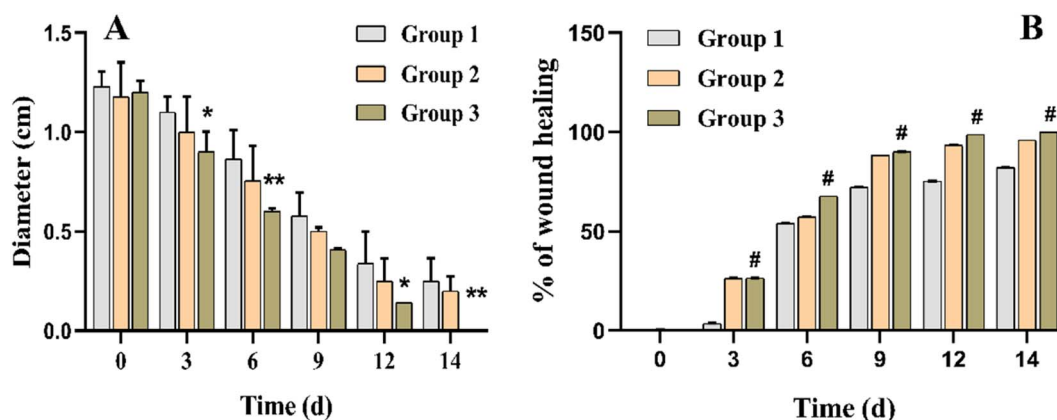 A
Group 1
Group 2
Group 3
Diameter (cm)
1.5
1.0
0.5
0.0
*
**
*
**
0 3 6 9 12 14
Time (d)
B
Group 1
Group 2
Group 3
% of wound healing
150
100
50
0
# # # # #
0 3 6 9 12 14
Time (d)